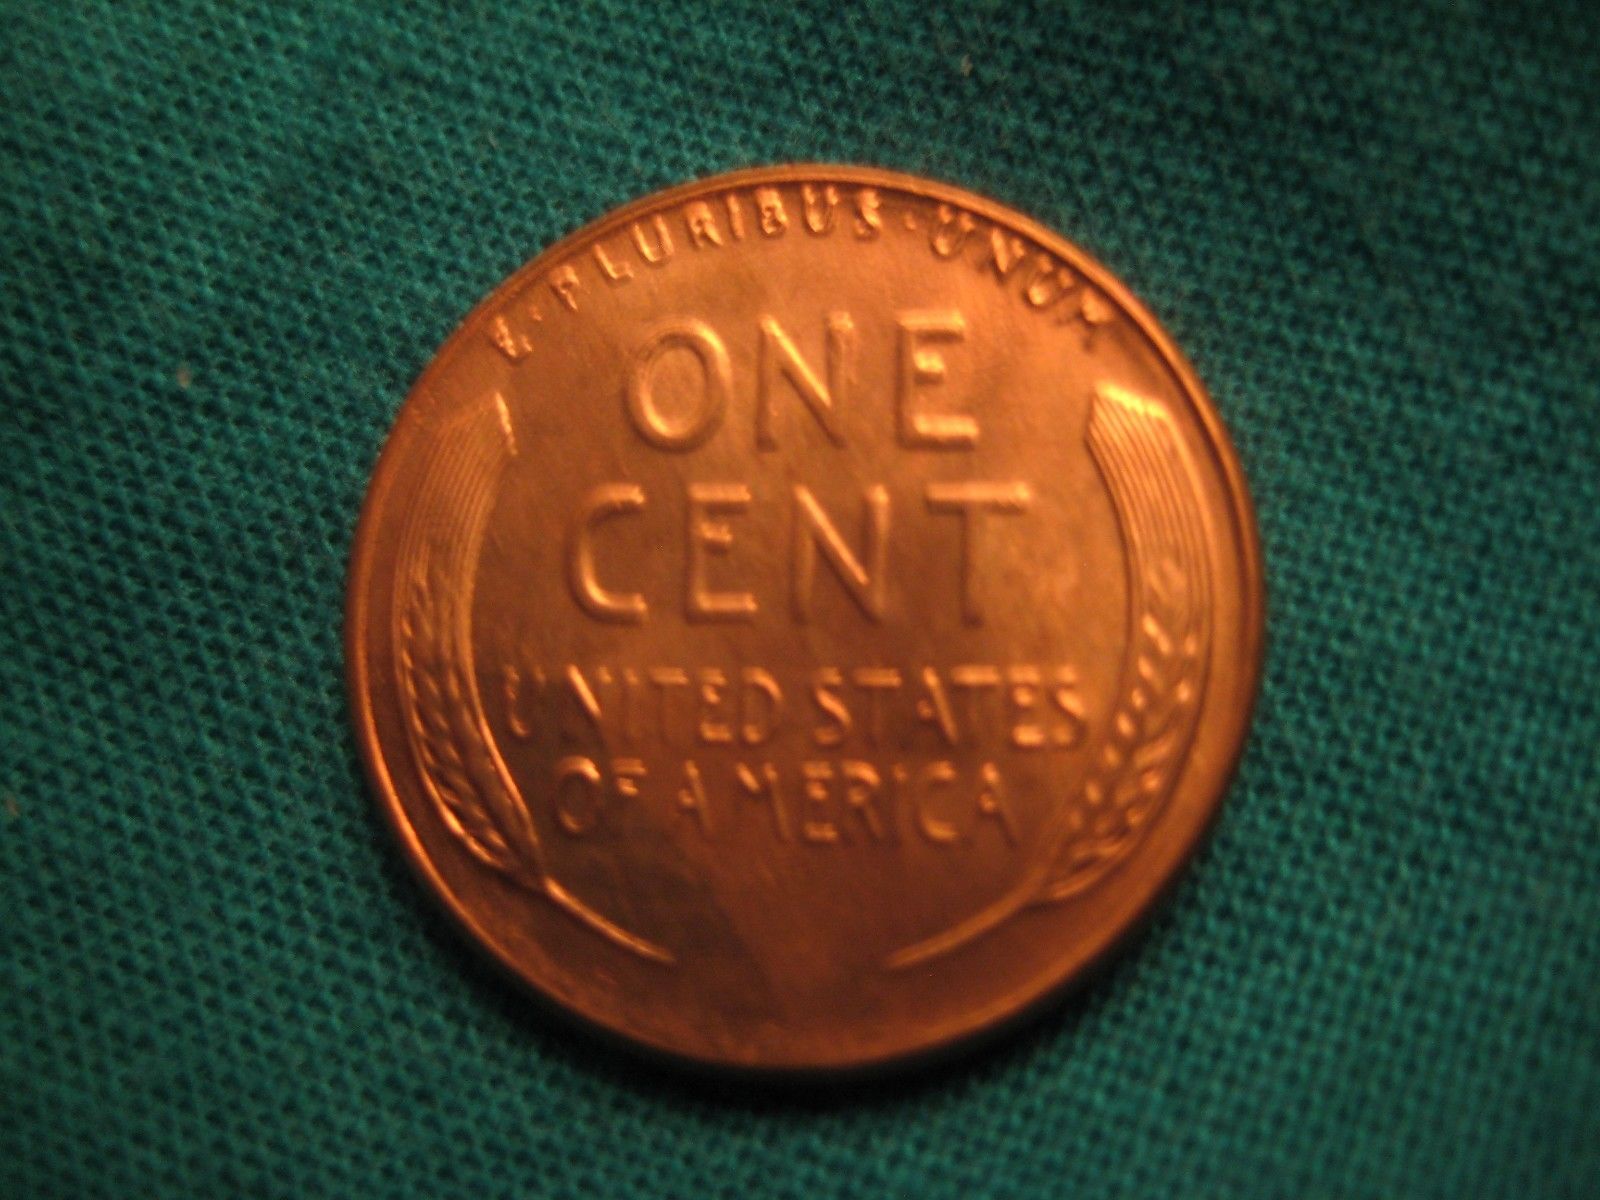 E·PLURIBUS·UNUM
ONE
CENT
UNITED STATES
OF AMERICA